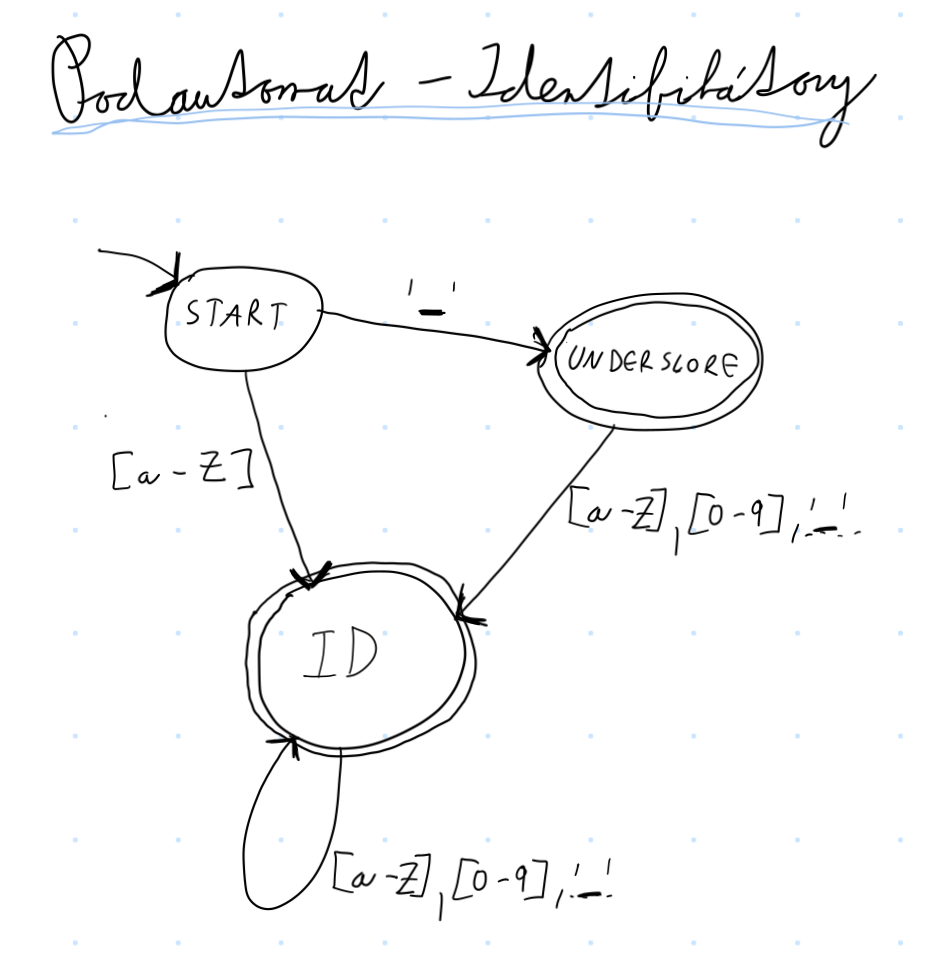 Podautomat - Identifikátory
'_'
START
UNDERSCORE
[a-Z]
[a-Z],[0-9],'_'
ID
[a-Z],[0-9],'_'